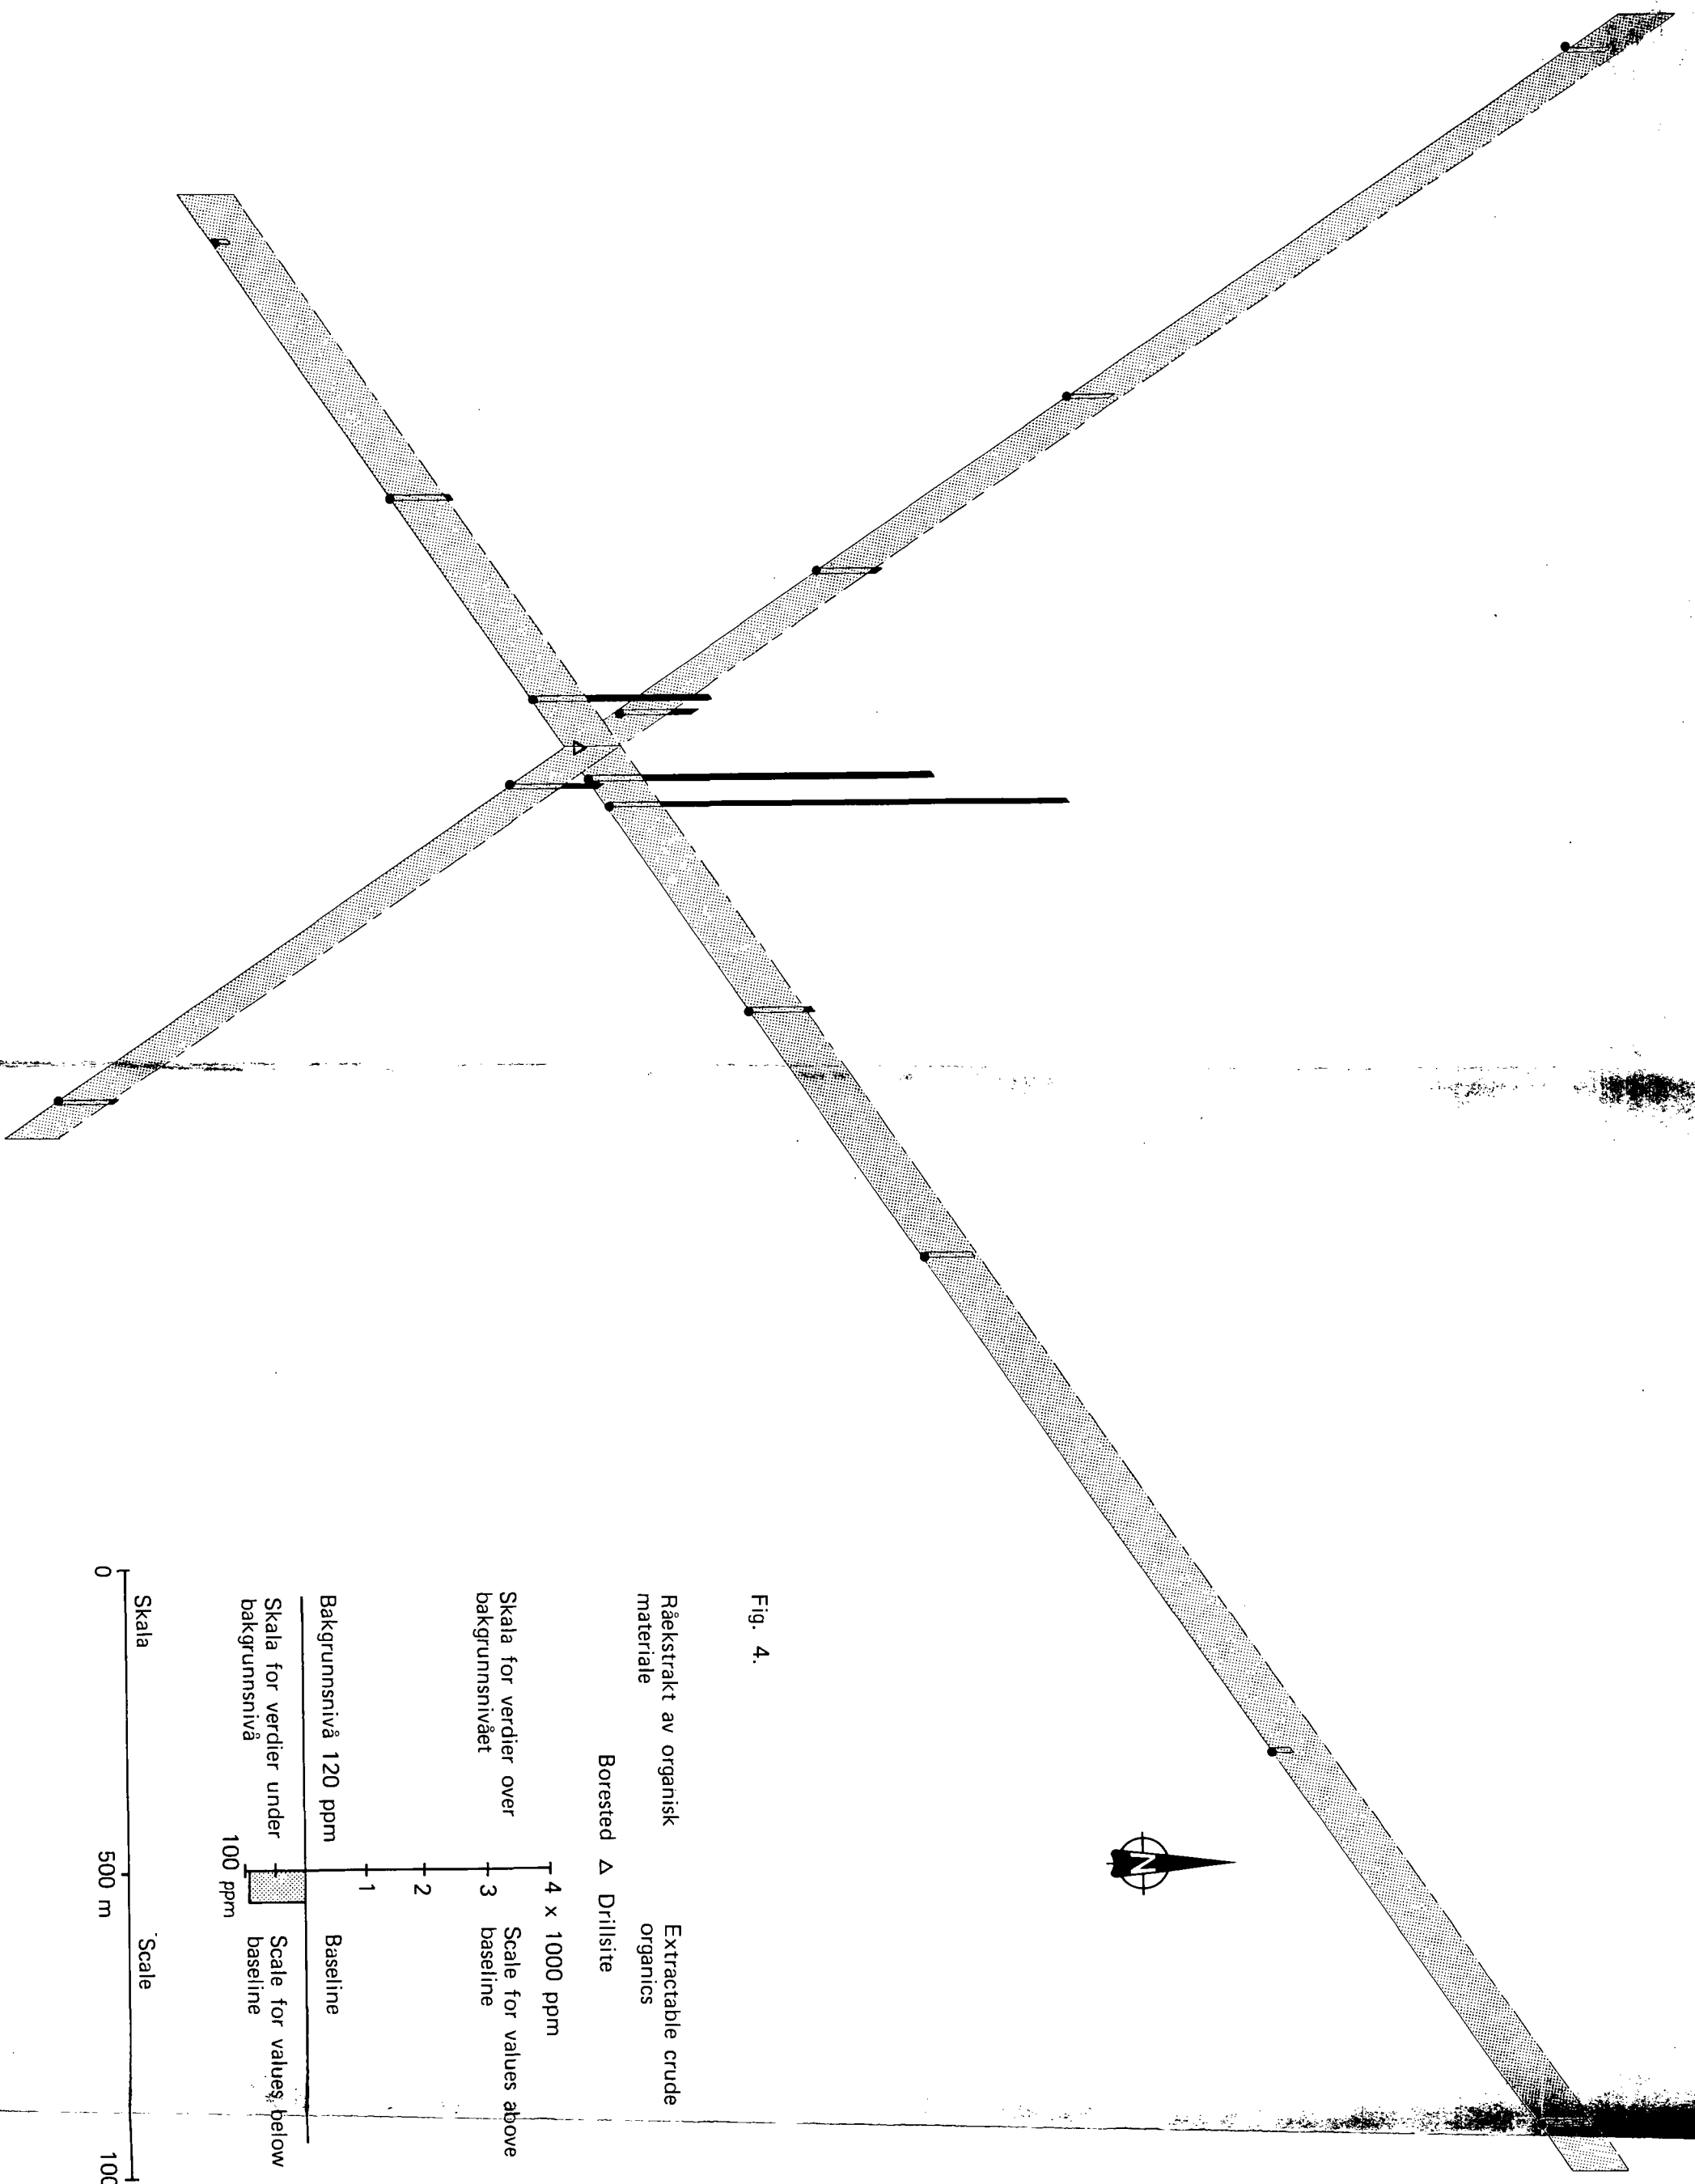 Fig. 4.
Råekstrakt av organisk
materiale
Extractable crude
organics
Borested △ Drillsite
4 x 1000 ppm
Skala for verdier over
bakgrunnsnivået
Scale for values above
baseline
3
2
1
Bakgrunnsnivå 120 ppm
Baseline
Skala for verdier under
bakgrunnsnivå
Scale for values below
baseline
100 ppm
Skala
Scale
0
500 m
N